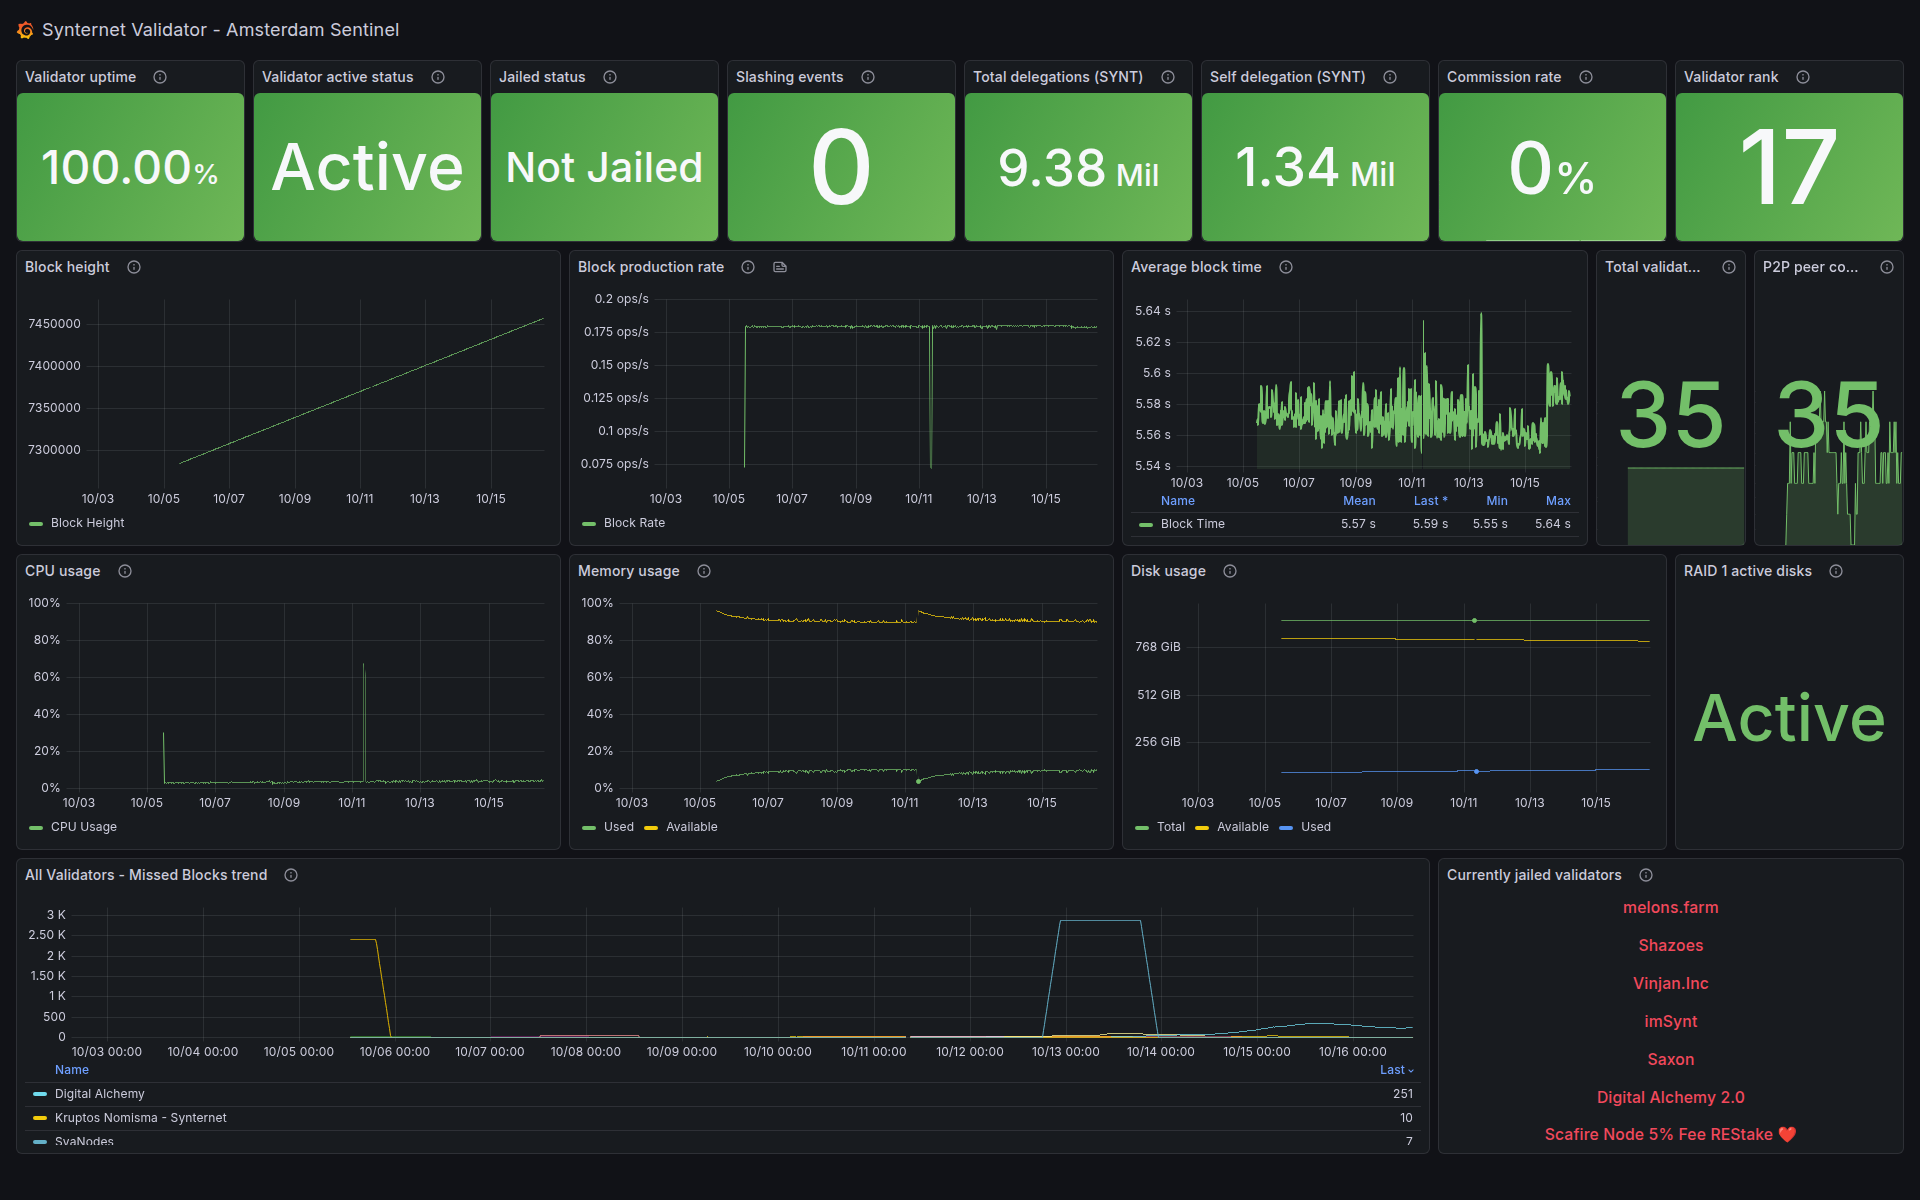 Synternet Validator - Amsterdam Sentinel
Validator uptime
100.00%
Validator active status
Active
Jailed status
Not Jailed
Slashing events
0
Total delegations (SYNT)
9.38 Mil
Self delegation (SYNT)
1.34 Mil
Commission rate
0%
Validator rank
17
Block height
7450000
7400000
7350000
7300000
10/03 10/05 10/07 10/09 10/11 10/13 10/15
Block Height
Block production rate
0.2 ops/s
0.175 ops/s
0.15 ops/s
0.125 ops/s
0.1 ops/s
0.075 ops/s
10/03 10/05 10/07 10/09 10/11 10/13 10/15
Block Rate
Average block time
5.64 s
5.62 s
5.6 s
5.58 s
5.56 s
5.54 s
10/03 10/05 10/07 10/09 10/11 10/13 10/15
Name Mean Last * Min Max
Block Time 5.57 s 5.59 s 5.55 s 5.64 s
Total validat...
35
P2P peer co...
35
CPU usage
100%
80%
60%
40%
20%
0%
10/03 10/05 10/07 10/09 10/11 10/13 10/15
CPU Usage
Memory usage
100%
80%
60%
40%
20%
0%
10/03 10/05 10/07 10/09 10/11 10/13 10/15
Used Available
Disk usage
768 GiB
512 GiB
256 GiB
10/03 10/05 10/07 10/09 10/11 10/13 10/15
Total Available Used
RAID 1 active disks
Active
All Validators - Missed Blocks trend
3 K
2.50 K
2 K
1.50 K
1 K
500
0
10/03 00:00 10/04 00:00 10/05 00:00 10/06 00:00 10/07 00:00 10/08 00:00 10/09 00:00 10/10 00:00 10/11 00:00 10/12 00:00 10/13 00:00 10/14 00:00 10/15 00:00 10/16 00:00
Name Last
Digital Alchemy 251
Kruptos Nomisma - Synternet 10
SvaNodes 7
Currently jailed validators
melons.farm
Shazoes
Vinjan.Inc
imSynt
Saxon
Digital Alchemy 2.0
Scafire Node 5% Fee REStake ❤️